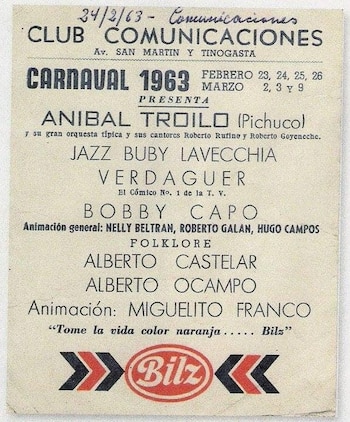 24/2/63 - Comunicaciones
CLUB COMUNICACIONES
Av. SAN MARTIN Y TINOGASTA
CARNAVAL 1963 FEBRERO 23, 24, 25, 26
MARZO 2, 3 y 9
PRESENTA
ANIBAL TROILO (Pichuco)
y su gran orquesta típica y sus cantores Roberto Rufino y Roberto Goyeneche.
JAZZ BUBY LAVECCHIA
VERDAGUER
El Cómico No. 1 de la T. V.
BOBBY CAPO
Animación general: NELLY BELTRAN, ROBERTO GALAN, HUGO CAMPOS
FOLKLORE
ALBERTO CASTELAR
ALBERTO OCAMPO
Animación: MIGUELITO FRANCO
"Tome la vida color naranja..... Bilz"
Bilz